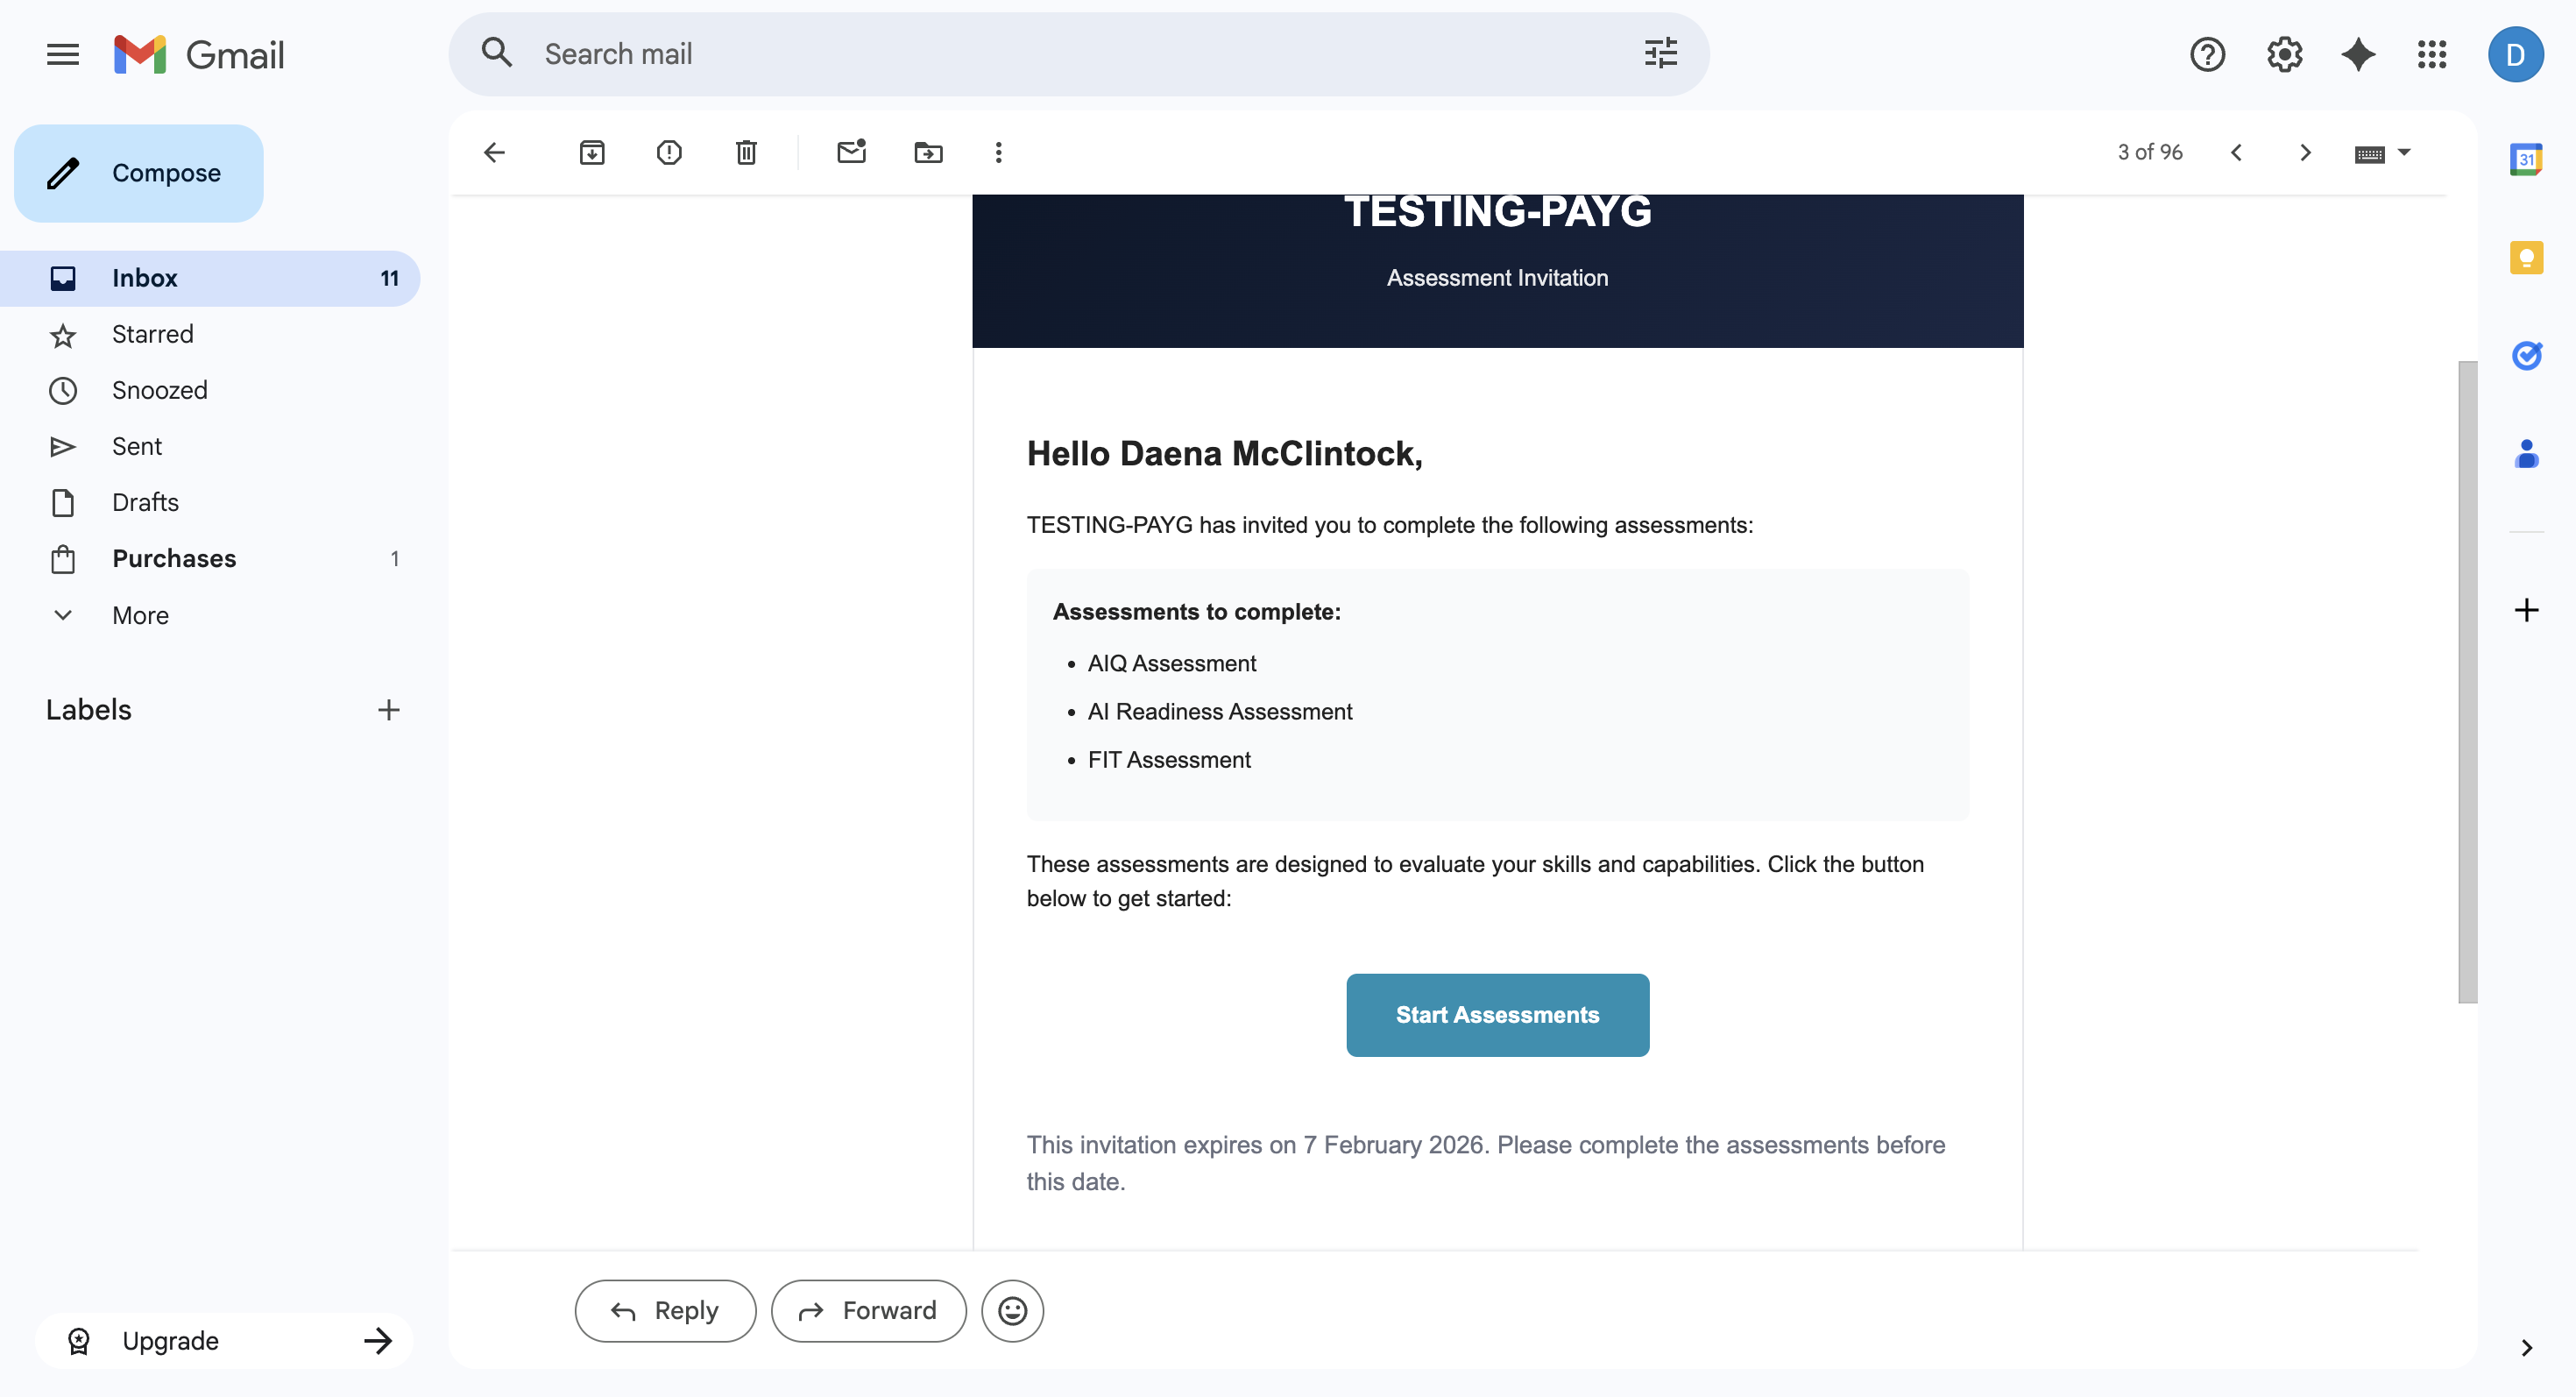 Gmail
Search mail
D
Compose
3 of 96
31
Inbox 11
Starred
Snoozed
Sent
Drafts
Purchases 1
More
Labels
TESTING-PAYG
Assessment Invitation
Hello Daena McClintock,
TESTING-PAYG has invited you to complete the following assessments:
Assessments to complete:
• AIQ Assessment
• AI Readiness Assessment
• FIT Assessment
These assessments are designed to evaluate your skills and capabilities. Click the button
below to get started:
Start Assessments
This invitation expires on 7 February 2026. Please complete the assessments before
this date.
Reply
Forward
Upgrade